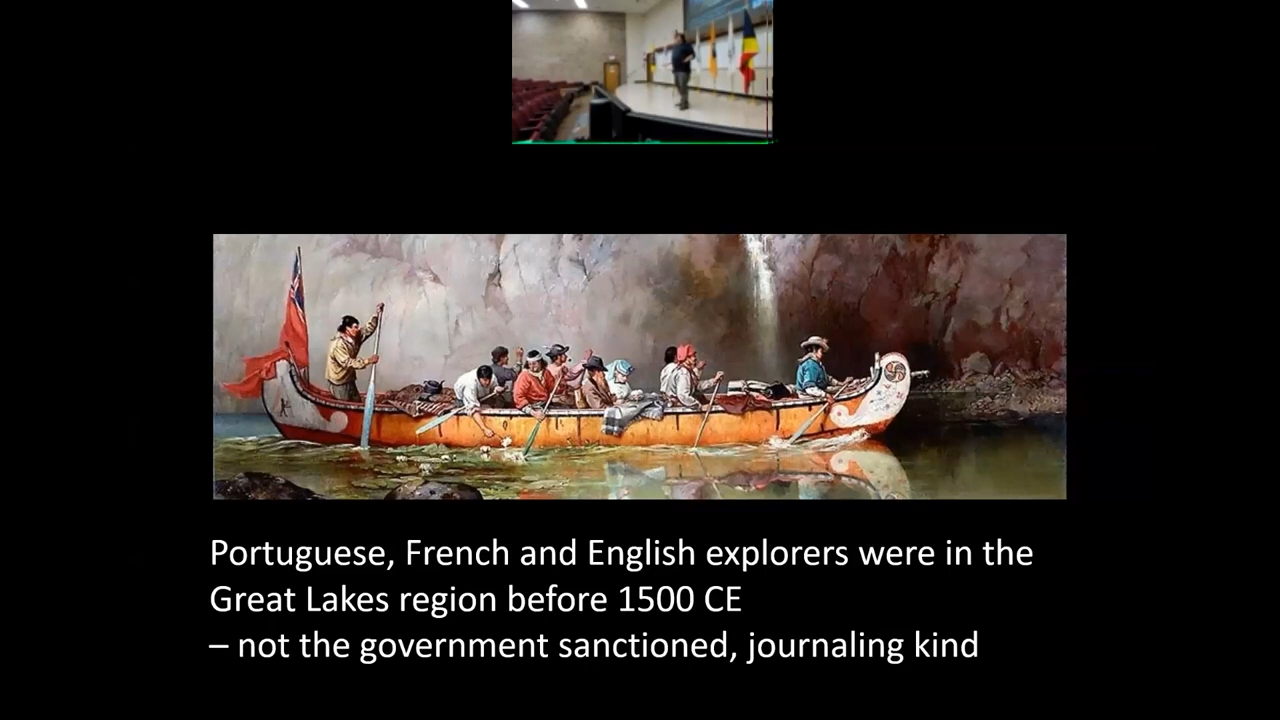 Portuguese, French and English explorers were in the
Great Lakes region before 1500 CE
– not the government sanctioned, journaling kind